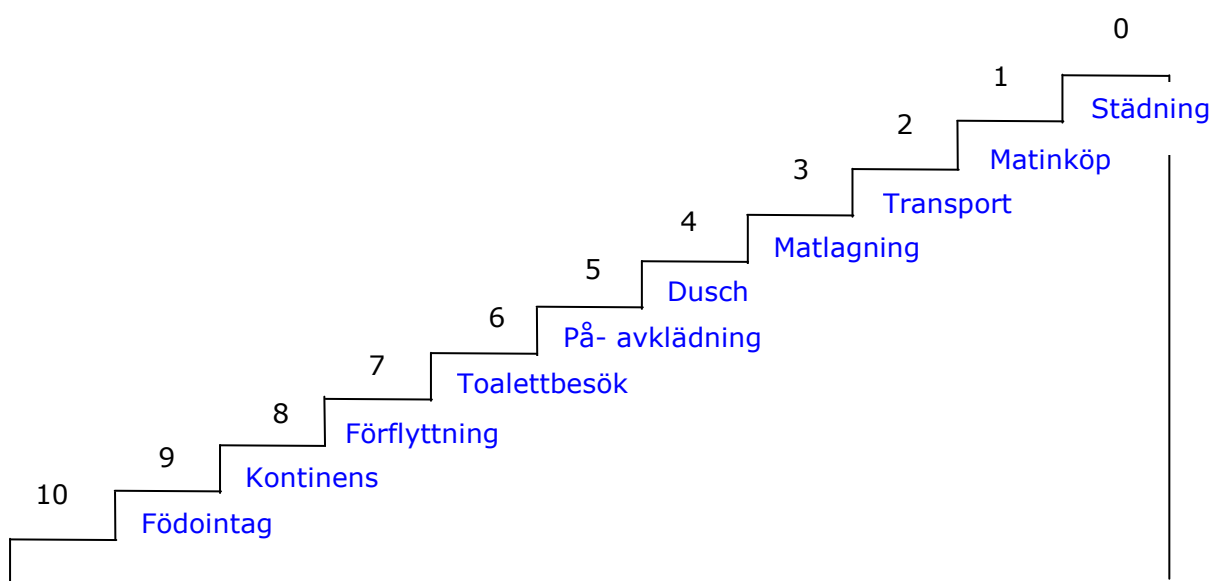 0
1
Städning
2
Matinköp
3
Transport
4
Matlagning
5
Dusch
6
På- avklädning
7
Toalettbesök
8
Förflyttning
9
Kontinens
10
Födointag